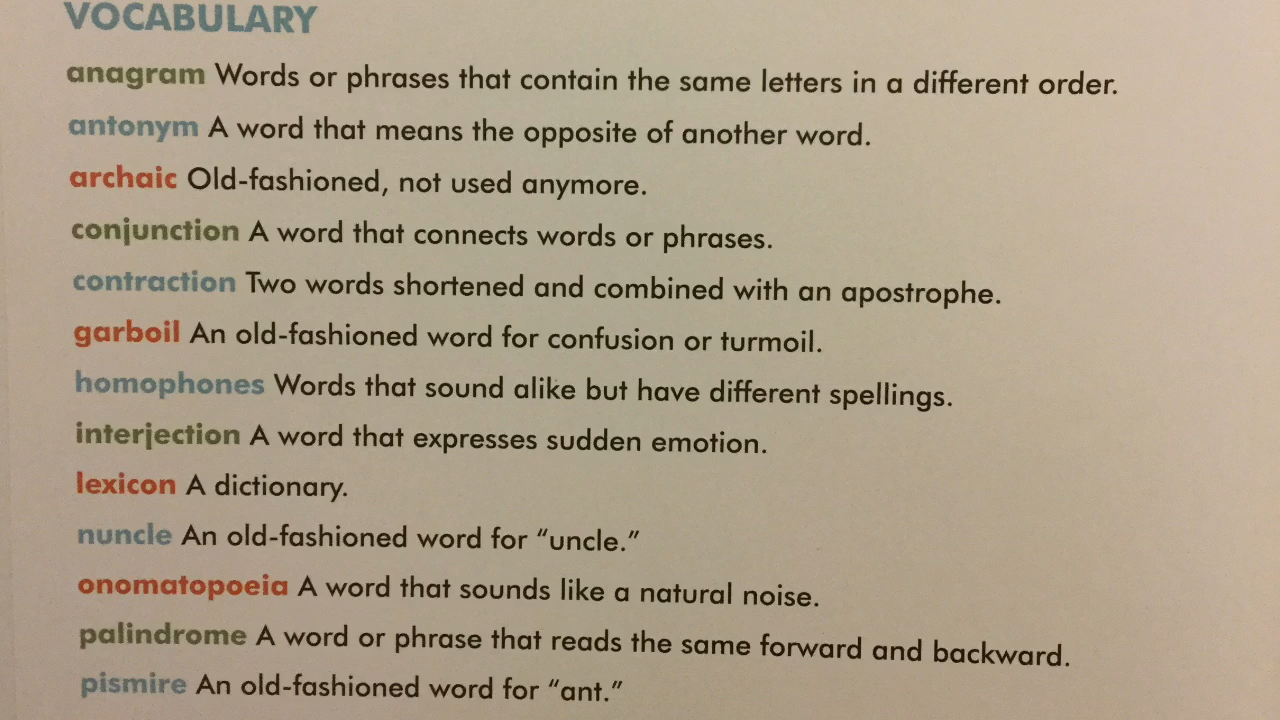 VOCABULARY
anagram Words or phrases that contain the same letters in a different order.
antonym A word that means the opposite of another word.
archaic Old-fashioned, not used anymore.
conjunction A word that connects words or phrases.
contraction Two words shortened and combined with an apostrophe.
garboil An old-fashioned word for confusion or turmoil.
homophones Words that sound alike but have different spellings.
interjection A word that expresses sudden emotion.
lexicon A dictionary.
nuncle An old-fashioned word for “uncle.”
onomatopoeia A word that sounds like a natural noise.
palindrome A word or phrase that reads the same forward and backward.
pismire An old-fashioned word for “ant.”